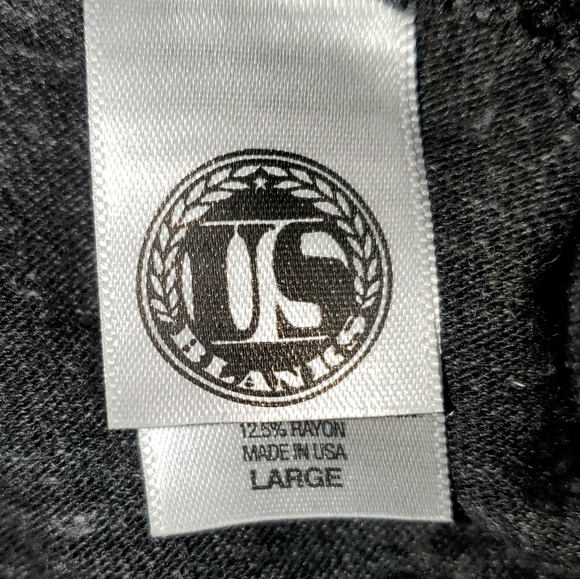 US
BLANKS
12.5% RAYON
MADE IN USA
LARGE